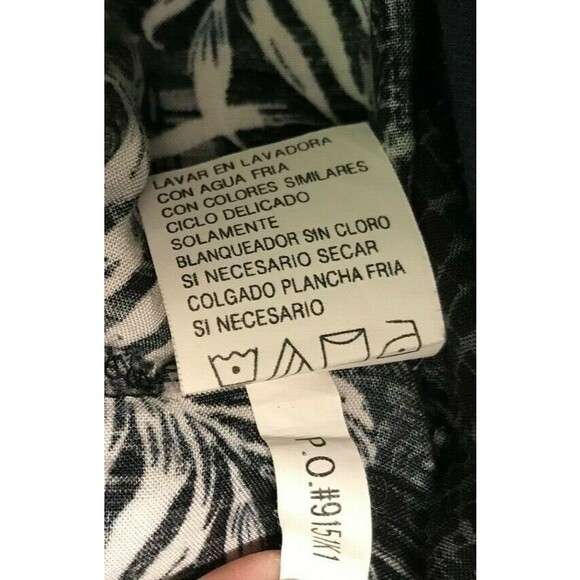 LAVAR EN LAVADORA
CON AGUA FRIA
CON COLORES SIMILARES
CICLO DELICADO
SOLAMENTE
BLANQUEADOR SIN CLORO
SI NECESARIO SECAR
COLGADO PLANCHA FRIA
SI NECESARIO
P.O.#915/K1